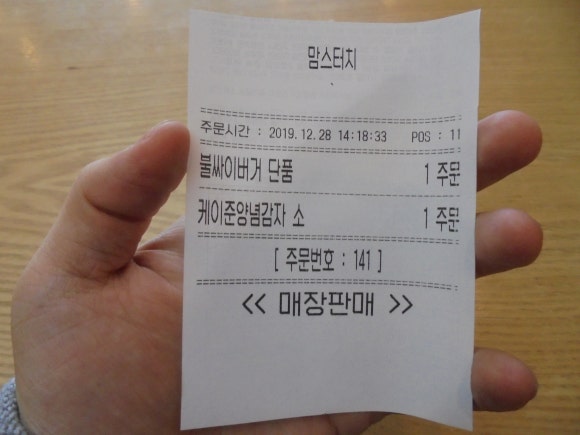 맘스터치
주문시간 : 2019.12.28 14:18:33 POS : 11
불싸이버거 단품 1 주문
케이준양념감자 소 1 주문
[ 주문번호 : 141 ]
<< 매장판매 >>